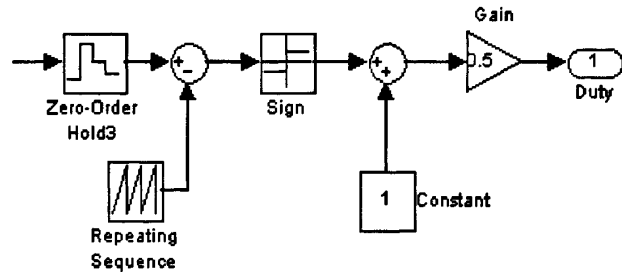 Gain
0.5
1
Duty
Zero-Order
Hold3
Sign
1
Constant
Repeating
Sequence